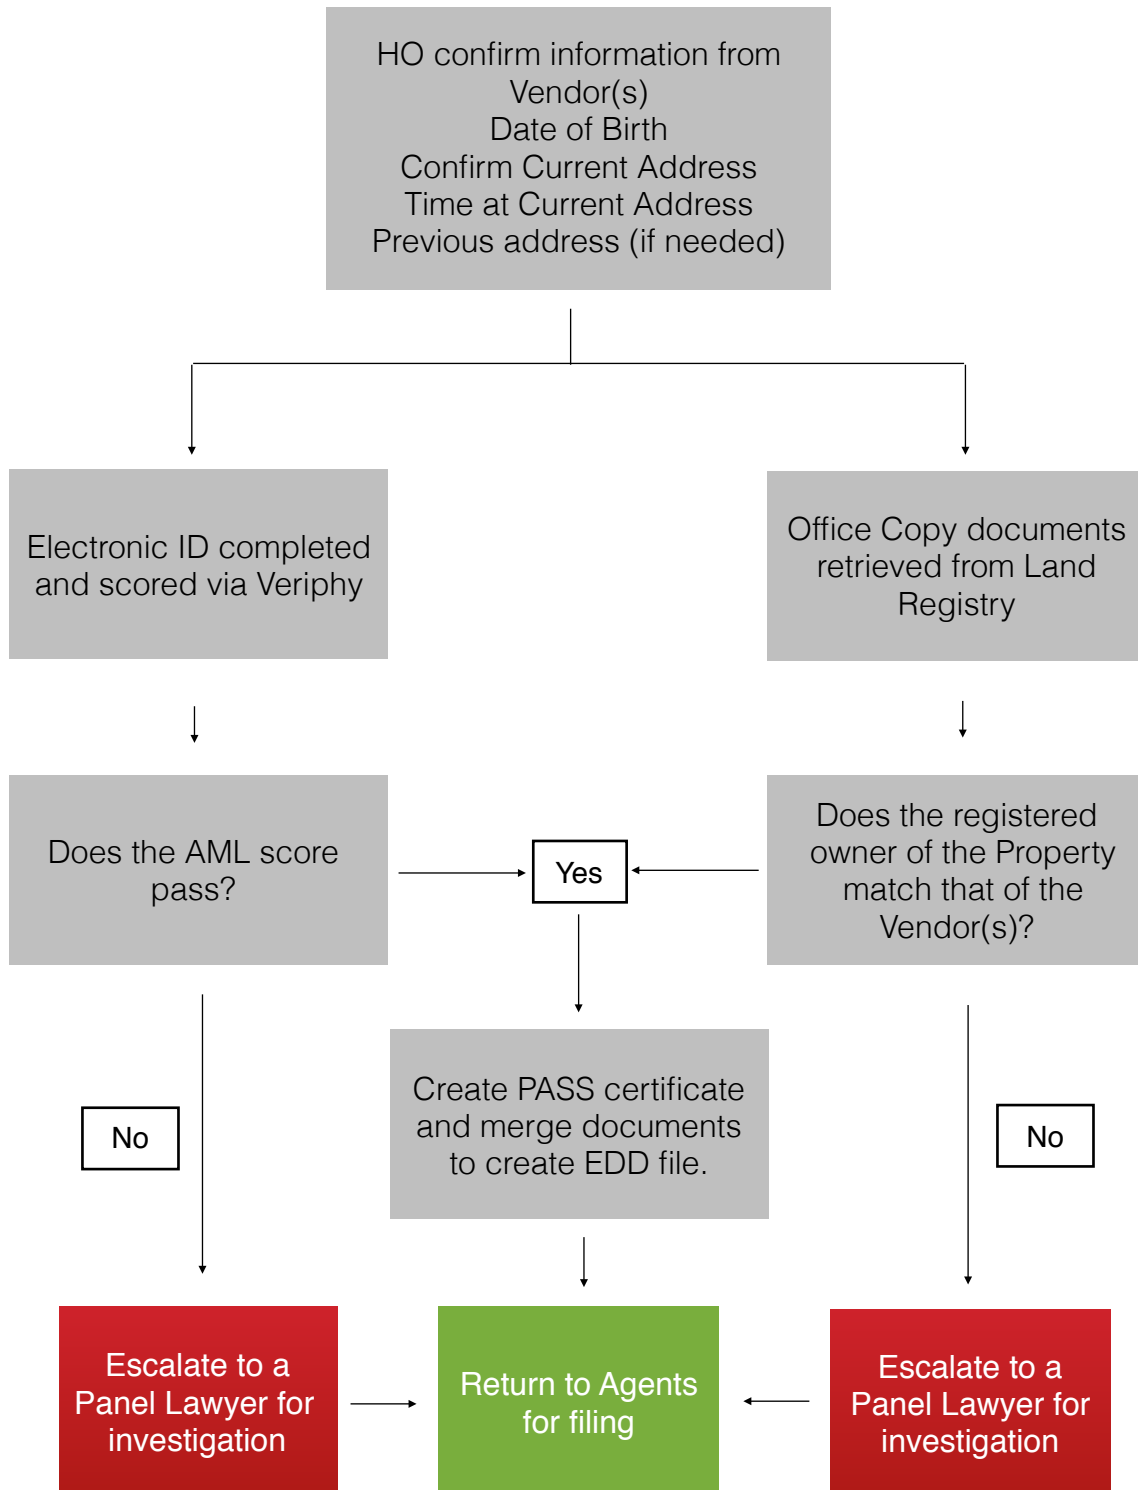 HO confirm information from
Vendor(s)
Date of Birth
Confirm Current Address
Time at Current Address
Previous address (if needed)
Electronic ID completed
and scored via Veriphy
Office Copy documents
retrieved from Land
Registry
Does the AML score
pass?
Yes
Does the registered
owner of the Property
match that of the
Vendor(s)?
Create PASS certificate
and merge documents
to create EDD file.
No
No
Escalate to a
Panel Lawyer for
investigation
Return to Agents
for filing
Escalate to a
Panel Lawyer for
investigation